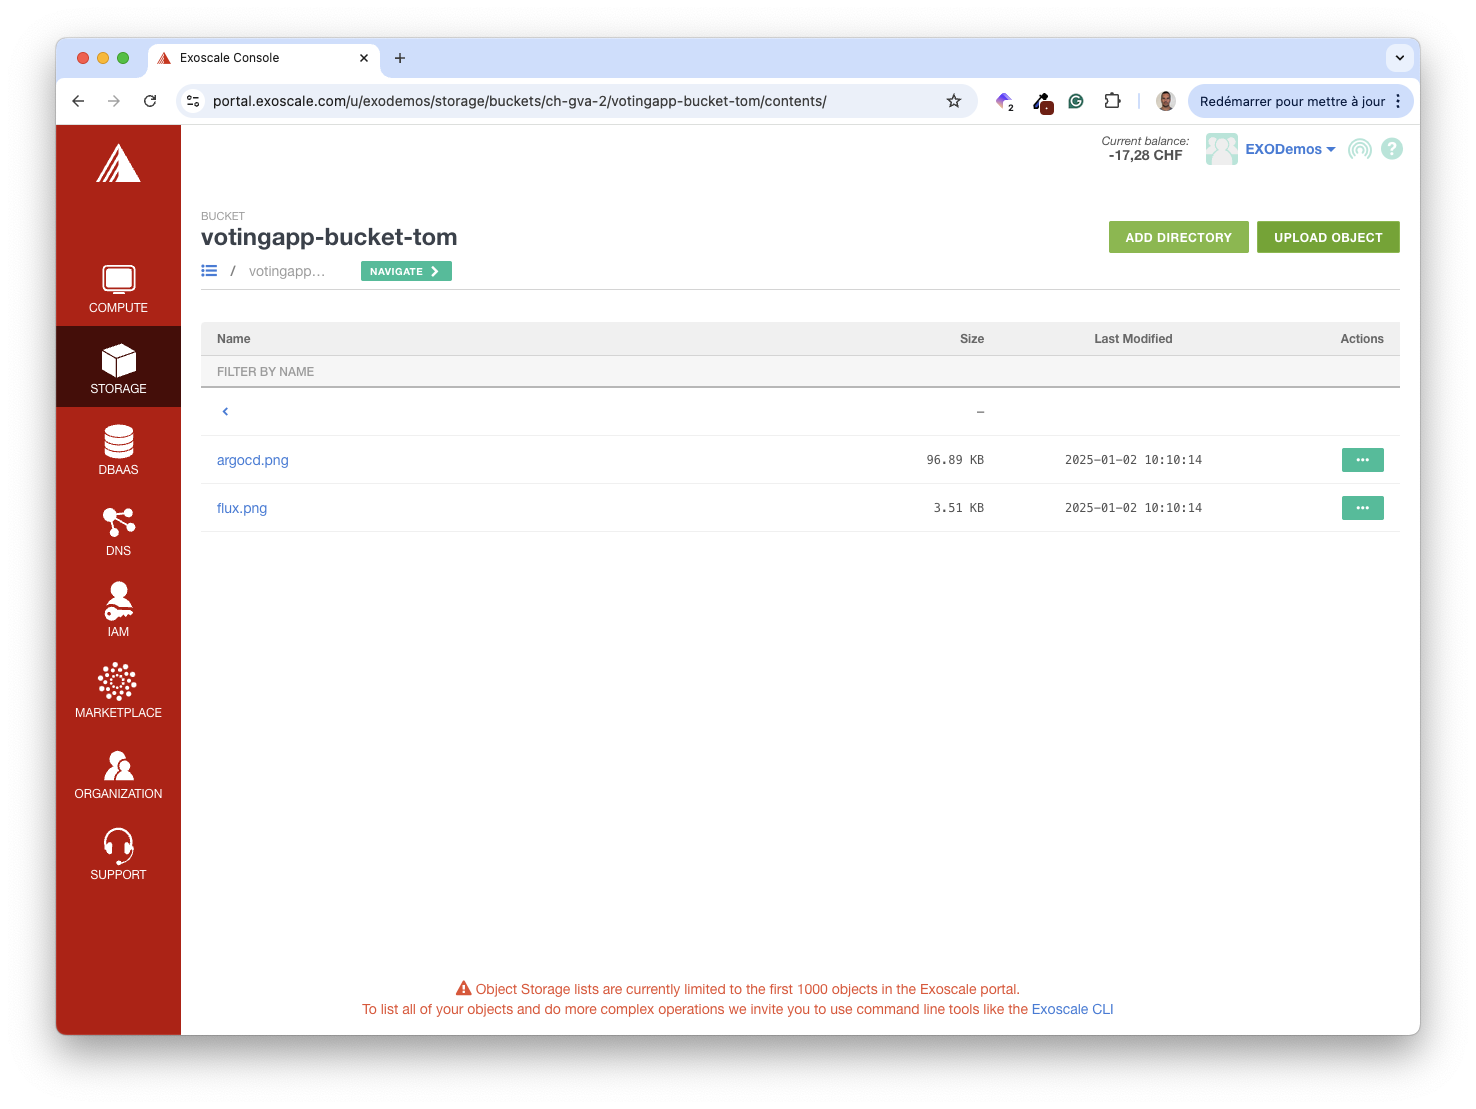 Exoscale Console
portal.exoscale.com/u/exodemos/storage/buckets/ch-gva-2/votingapp-bucket-tom/contents/
2
Redémarrer pour mettre à jour
Current balance:
-17,28 CHF
EXODemos
?
BUCKET
votingapp-bucket-tom
ADD DIRECTORY
UPLOAD OBJECT
/ votingapp...
NAVIGATE
COMPUTE
STORAGE
DBAAS
DNS
IAM
MARKETPLACE
ORGANIZATION
SUPPORT
Name Size Last Modified Actions
FILTER BY NAME
–
argocd.png 96.89 KB 2025-01-02 10:10:14
flux.png 3.51 KB 2025-01-02 10:10:14
Object Storage lists are currently limited to the first 1000 objects in the Exoscale portal.
To list all of your objects and do more complex operations we invite you to use command line tools like the Exoscale CLI